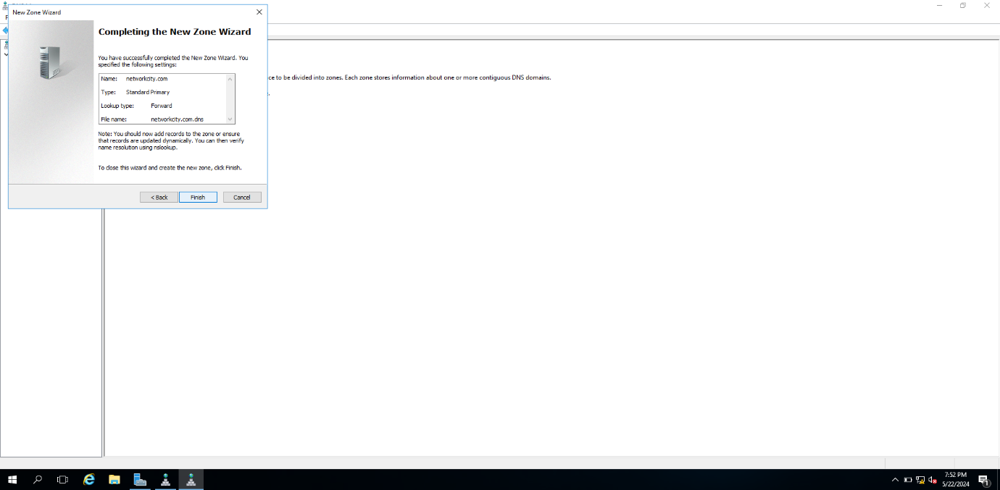 New Zone Wizard
Completing the New Zone Wizard
You have successfully completed the New Zone Wizard. You
specified the following settings:
Name: networkcity.com
Type: Standard Primary
Lookup type: Forward
File name: networkcity.com.dns
ce to be divided into zones. Each zone stores information about one or more contiguous DNS domains.
Note: You should now add records to the zone or ensure
that records are updated dynamically. You can then verify
name resolution using nslookup.
To close this wizard and create the new zone, click Finish.
< Back Finish Cancel
7:52 PM
5/22/2024
1